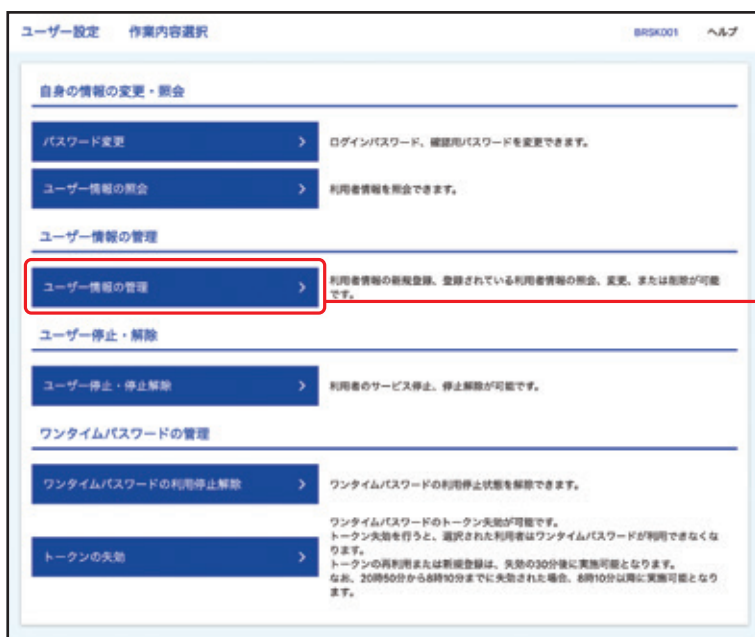 ユーザー設定 作業内容選択 BRSK001 ヘルプ
自身の情報の変更・照会
パスワード変更
ログインパスワード、確認用パスワードを変更できます。
ユーザー情報の照会
利用者情報を照会できます。
ユーザー情報の管理
ユーザー情報の管理
利用者情報の新規登録、登録されている利用者情報の照会、変更、または削除が可能
です。
ユーザー停止・解除
ユーザー停止・停止解除
利用者のサービス停止、停止解除が可能です。
ワンタイムパスワードの管理
ワンタイムパスワードの利用停止解除
ワンタイムパスワードの利用停止状態を解除できます。
トークンの失効
ワンタイムパスワードのトークン失効が可能です。
トークン失効を行うと、選択された利用者はワンタイムパスワードが利用できなくな
ります。
トークンの再利用または新規登録は、失効の30分後に実施可能となります。
なお、20時50分から8時10分までに失効された場合、8時10分以降に実施可能となり
ます。